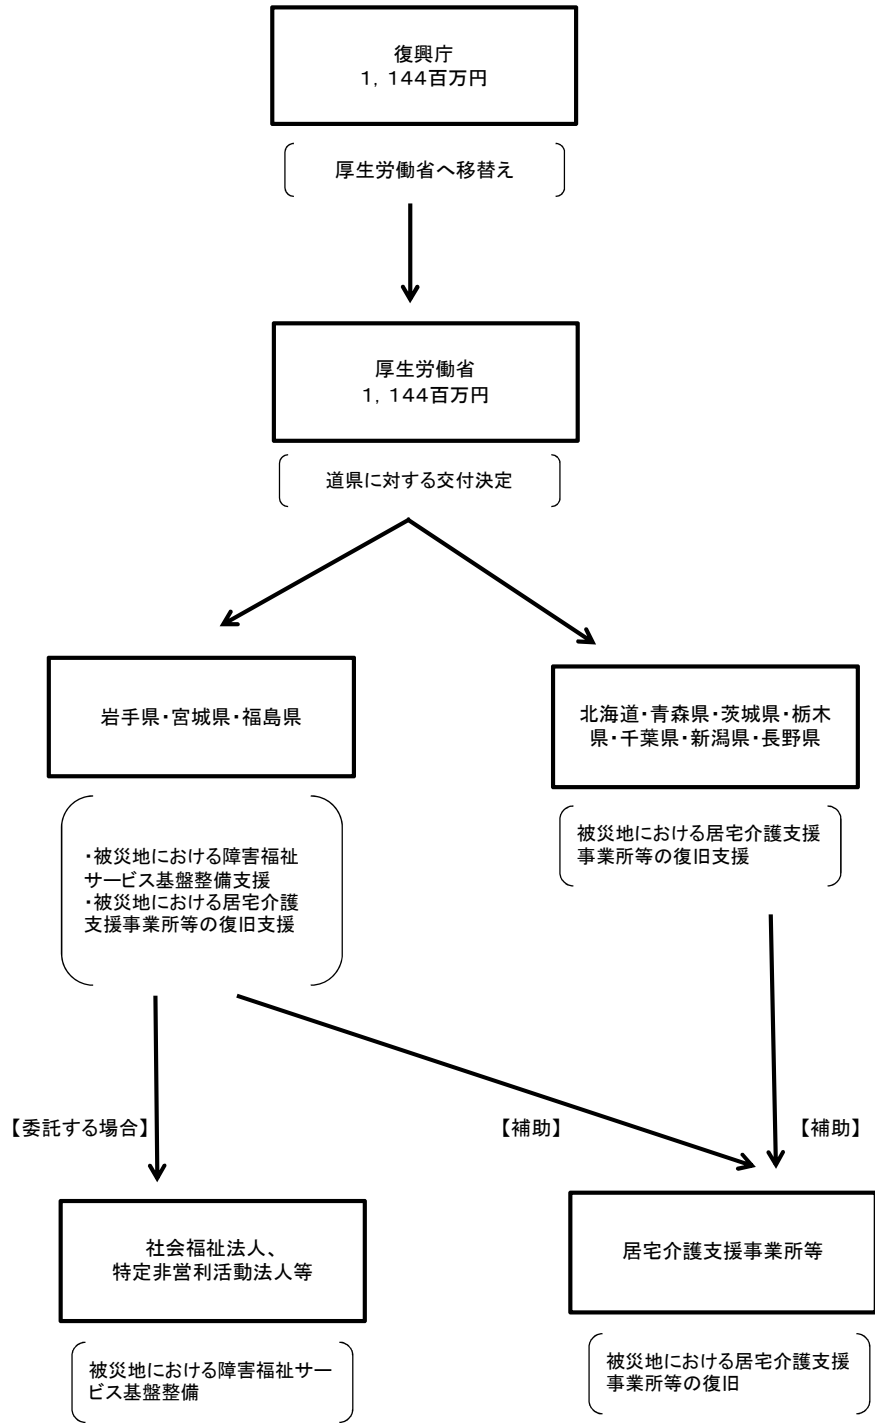 復興庁
1,144百万円
厚生労働省へ移替え
厚生労働省
1,144百万円
道県に対する交付決定
岩手県・宮城県・福島県
北海道・青森県・茨城県・栃木
県・千葉県・新潟県・長野県
・被災地における障害福祉
サービス基盤整備支援
・被災地における居宅介護
支援事業所等の復旧支援
被災地における居宅介護支援
事業所等の復旧支援
【委託する場合】
【補助】
【補助】
社会福祉法人、
特定非営利活動法人等
居宅介護支援事業所等
被災地における障害福祉サー
ビス基盤整備
被災地における居宅介護支援
事業所等の復旧